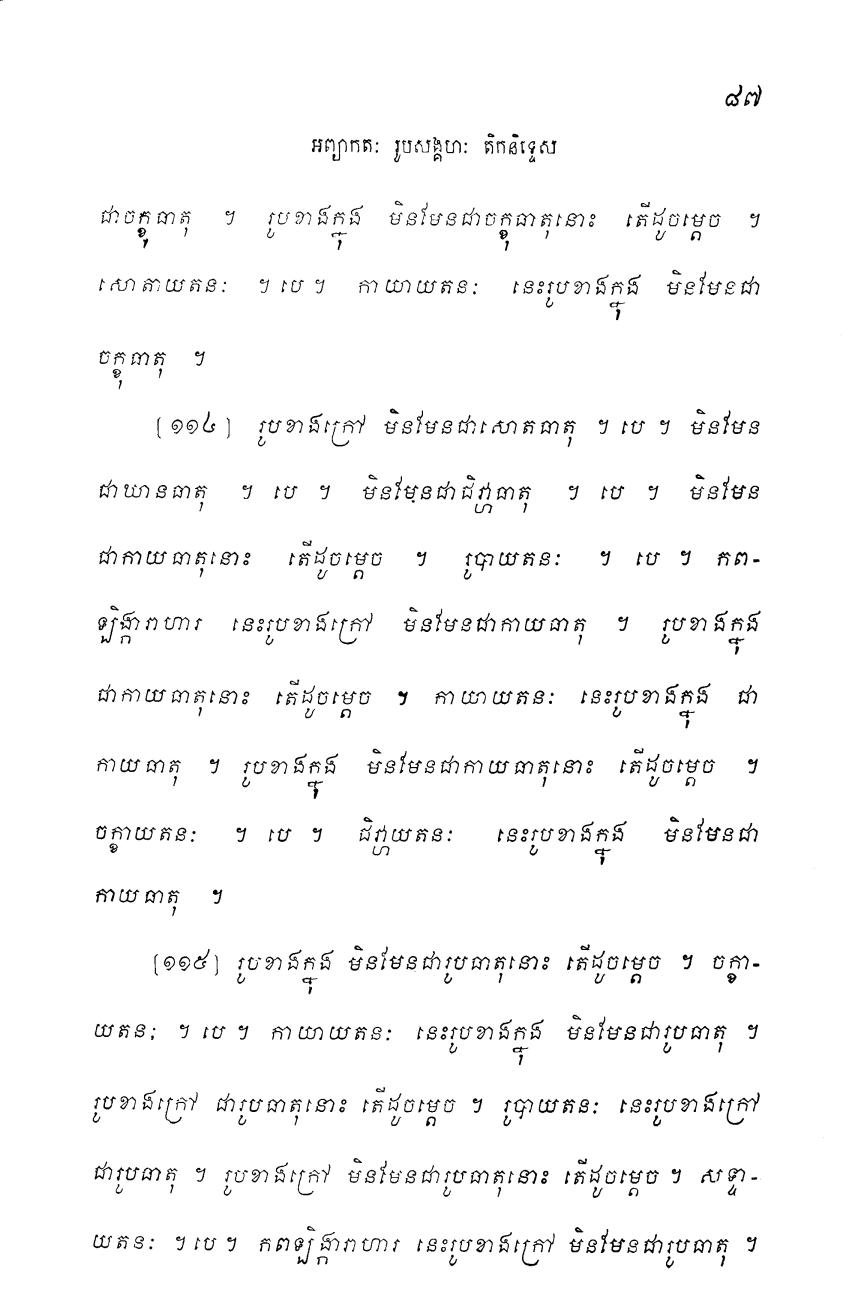 ៨៧
អព្យាកតៈ រូបសង្គហៈ តិកនិទ្ទេស
ជាចក្ខុធាតុ ។ រូបខាងក្នុង មិនមែនជាចក្ខុធាតុនោះ តើដូចម្តេច ។
សោតាយតនៈ ។ បេ ។ កាយាយតនៈ នេះរូបខាងក្នុង មិនមែនជា
ចក្ខុធាតុ ។
[១១៤] រូបខាងក្រៅ មិនមែនជាសោតធាតុ ។ បេ ។ មិនមែន
ជាឃានធាតុ ។ បេ ។ មិនមែនជាជិវ្ហាធាតុ ។ បេ ។ មិនមែន
ជាកាយធាតុនោះ តើដូចម្តេច ។ រូបាយតនៈ ។ បេ ។ កព-
ឡិង្ការាហារ នេះរូបខាងក្រៅ មិនមែនជាកាយធាតុ ។ រូបខាងក្នុង
ជាកាយធាតុនោះ តើដូចម្តេច ។ កាយាយតនៈ នេះរូបខាងក្នុង ជា
កាយធាតុ ។ រូបខាងក្នុង មិនមែនជាកាយធាតុនោះ តើដូចម្តេច ។
ចក្ខាយតនៈ ។ បេ ។ ជិវ្ហាយតនៈ នេះរូបខាងក្នុង មិនមែនជា
កាយធាតុ ។
[១១៥] រូបខាងក្នុង មិនមែនជារូបធាតុនោះ តើដូចម្តេច ។ ចក្ខា-
យតនៈ ។ បេ ។ កាយាយតនៈ នេះរូបខាងក្នុង មិនមែនជារូបធាតុ ។
រូបខាងក្រៅ ជារូបធាតុនោះ តើដូចម្តេច ។ រូបាយតនៈ នេះរូបខាងក្រៅ
ជារូបធាតុ ។ រូបខាងក្រៅ មិនមែនជារូបធាតុនោះ តើដូចម្តេច ។ សទ្ទា-
យតនៈ ។ បេ ។ កពឡិង្ការាហារ នេះរូបខាងក្រៅ មិនមែនជារូបធាតុ ។